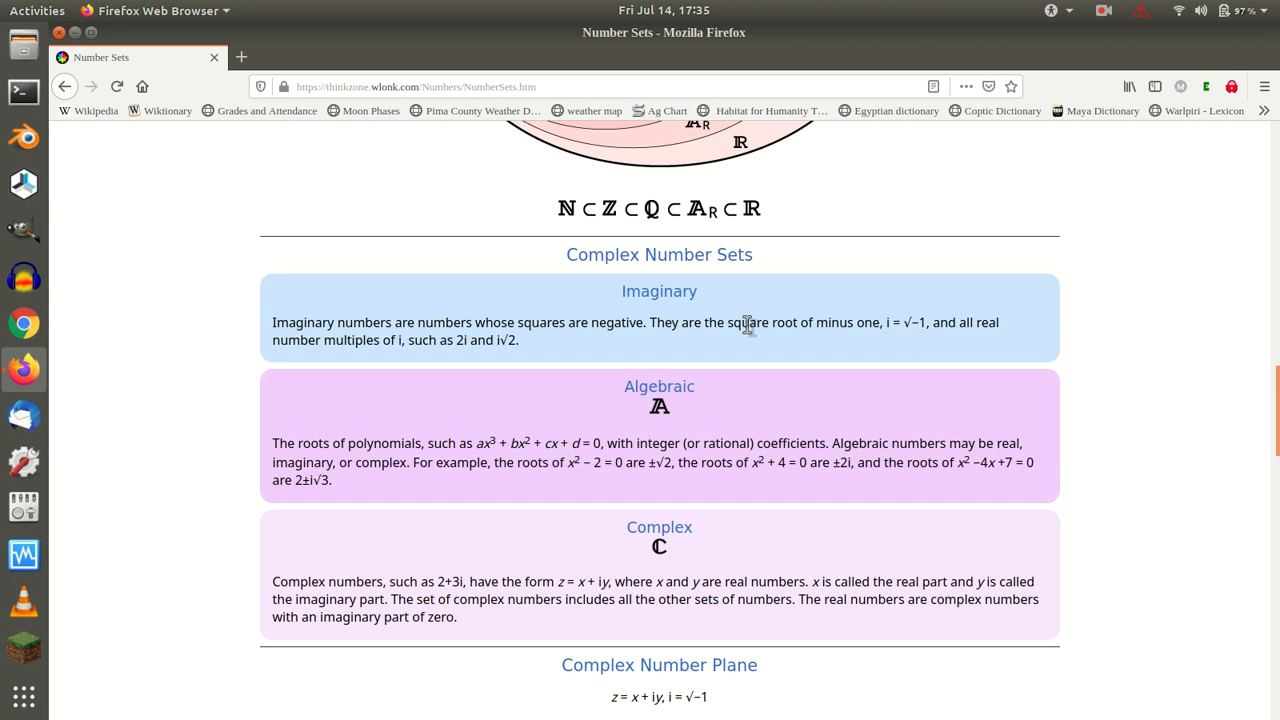 Activities Firefox Web Browser Fri Jul 14, 17:35 97 %
Number Sets - Mozilla Firefox
Number Sets
https://thinkzone.wlonk.com/Numbers/NumberSets.htm
Wikipedia Wiktionary Grades and Attendance Moon Phases Pima County Weather D… weather map Ag Chart Habitat for Humanity T… Egyptian dictionary Coptic Dictionary Maya Dictionary Warlpiri - Lexicon
𝔸R
ℝ
ℕ ⊂ ℤ ⊂ ℚ ⊂ 𝔸R ⊂ ℝ
Complex Number Sets
Imaginary
Imaginary numbers are numbers whose squares are negative. They are the square root of minus one, i = √−1, and all real
number multiples of i, such as 2i and i√2.
Algebraic
𝔸
The roots of polynomials, such as ax³ + bx² + cx + d = 0, with integer (or rational) coefficients. Algebraic numbers may be real,
imaginary, or complex. For example, the roots of x² − 2 = 0 are ±√2, the roots of x² + 4 = 0 are ±2i, and the roots of x² −4x +7 = 0
are 2±i√3.
Complex
ℂ
Complex numbers, such as 2+3i, have the form z = x + iy, where x and y are real numbers. x is called the real part and y is called
the imaginary part. The set of complex numbers includes all the other sets of numbers. The real numbers are complex numbers
with an imaginary part of zero.
Complex Number Plane
z = x + iy, i = √−1